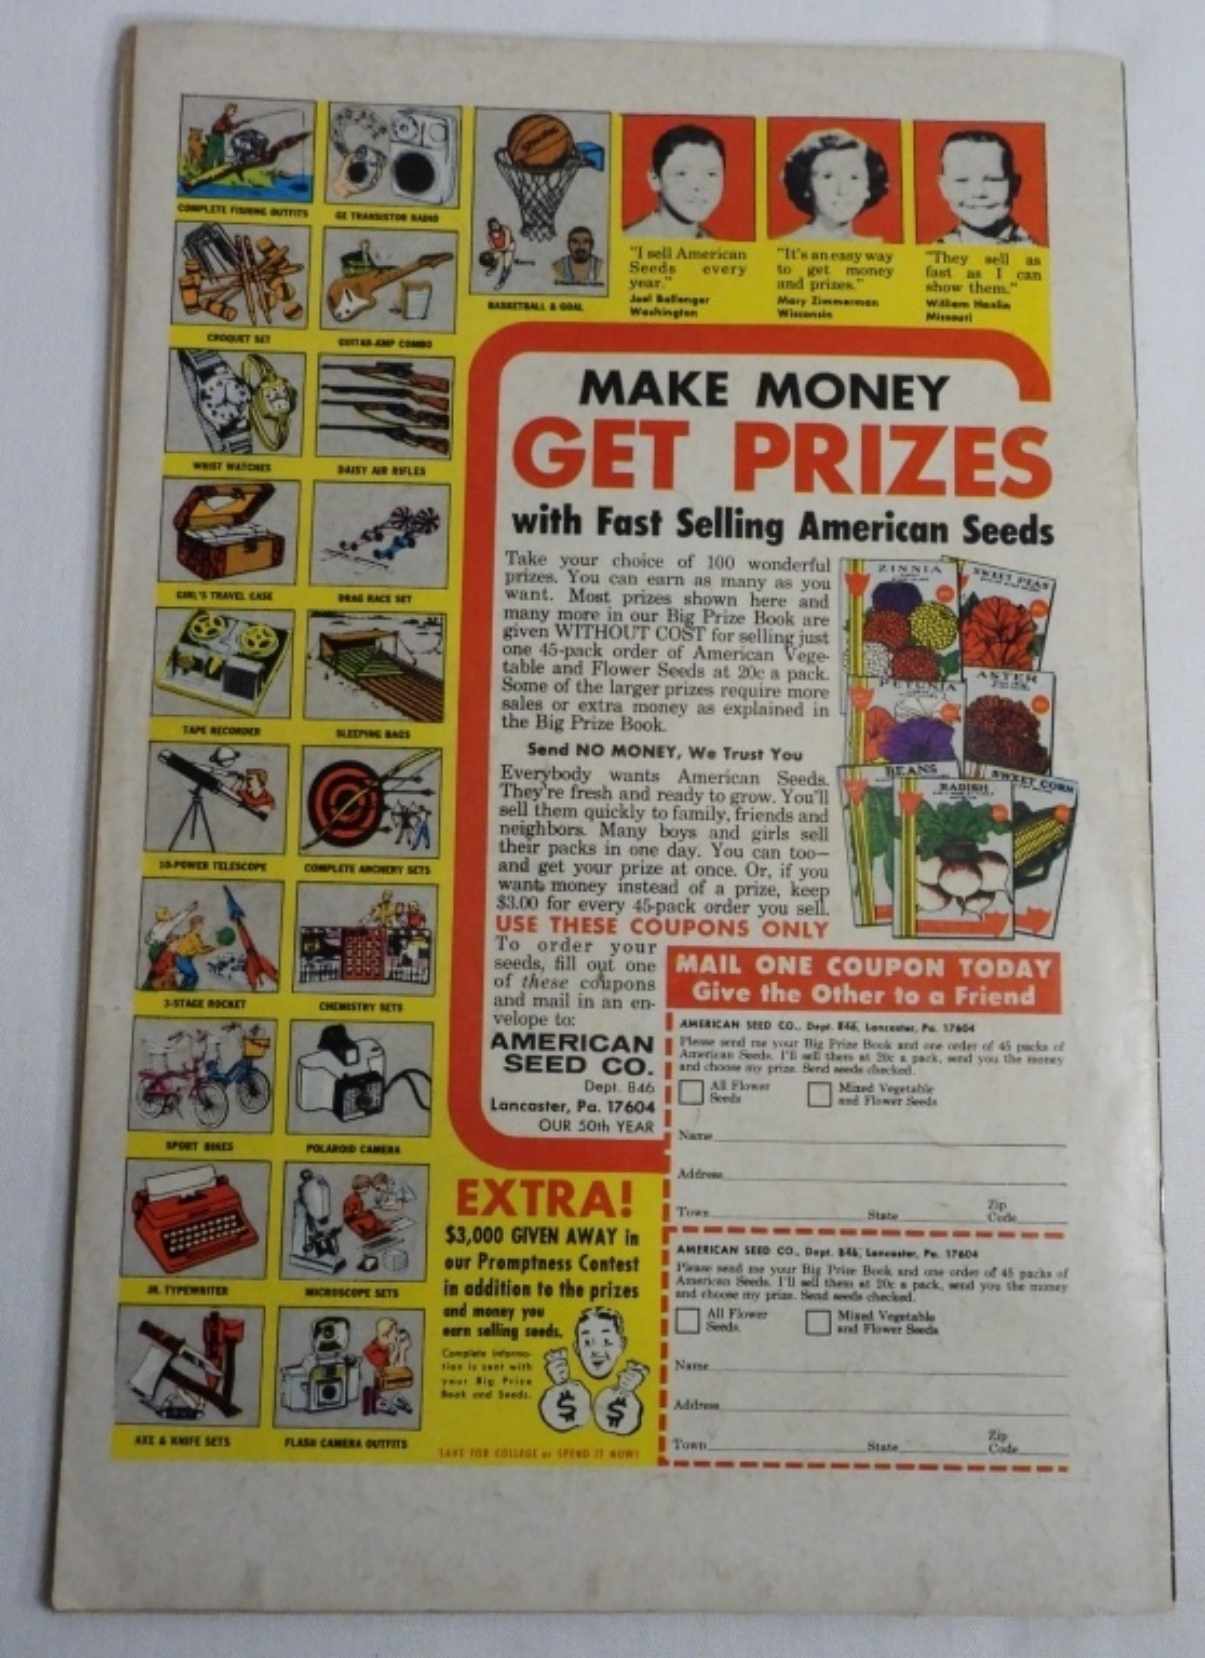 COMPLETE FISHING OUTFITS
GE TRANSISTOR RADIO
BASKETBALL & GOAL
CROQUET SET
GUITAR-AMP COMBO
WRIST WATCHES
DAISY AIR RIFLES
GIRL'S TRAVEL CASE
DRAG RACE SET
TAPE RECORDER
SLEEPING BAGS
10-POWER TELESCOPE
COMPLETE ARCHERY SETS
3-STAGE ROCKET
CHEMISTRY SETS
SPORT BIKES
POLAROID CAMERA
JR. TYPEWRITER
MICROSCOPE SETS
AXE & KNIFE SETS
FLASH CAMERA OUTFITS
"I sell American
Seeds every
year."
Joel Ballenger
Washington
"It's an easy way
to get money
and prizes."
Mary Zimmerman
Wisconsin
"They sell as
fast as I can
show them."
William Hanlin
Missouri
MAKE MONEY
GET PRIZES
with Fast Selling American Seeds
Take your choice of 100 wonderful
prizes. You can earn as many as you
want. Most prizes shown here and
many more in our Big Prize Book are
given WITHOUT COST for selling just
one 45-pack order of American Vege-
table and Flower Seeds at 20c a pack.
Some of the larger prizes require more
sales or extra money as explained in
the Big Prize Book.
Send NO MONEY, We Trust You
Everybody wants American Seeds.
They're fresh and ready to grow. You'll
sell them quickly to family, friends and
neighbors. Many boys and girls sell
their packs in one day. You can too—
and get your prize at once. Or, if you
want money instead of a prize, keep
$3.00 for every 45-pack order you sell.
USE THESE COUPONS ONLY
To order your
seeds, fill out one
of these coupons
and mail in an en-
velope to:
AMERICAN
SEED CO.
Dept. B46
Lancaster, Pa. 17604
OUR 50th YEAR
ZINNIA
SWEET PEAS
PETUNIA
ASTER
BEANS
RADISH
SWEET CORN
MAIL ONE COUPON TODAY
Give the Other to a Friend
AMERICAN SEED CO., Dept. B46, Lancaster, Pa. 17604
Please send me your Big Prize Book and one order of 45 packs of
American Seeds. I'll sell them at 20c a pack, send you the money
and choose my prize. Send seeds checked.
All Flower
Seeds
Mixed Vegetable
and Flower Seeds
Name
Address
Town State Zip
Code
AMERICAN SEED CO., Dept. B46, Lancaster, Pa. 17604
Please send me your Big Prize Book and one order of 45 packs of
American Seeds. I'll sell them at 20c a pack, send you the money
and choose my prize. Send seeds checked.
All Flower
Seeds.
Mixed Vegetable
and Flower Seeds
Name
Address
Town State Zip
Code
EXTRA!
$3,000 GIVEN AWAY in
our Promptness Contest
in addition to the prizes
and money you
earn selling seeds.
Complete informa-
tion is sent with
your Big Prize
Book and Seeds.
$ $
SAVE FOR COLLEGE or SPEND IT NOW!